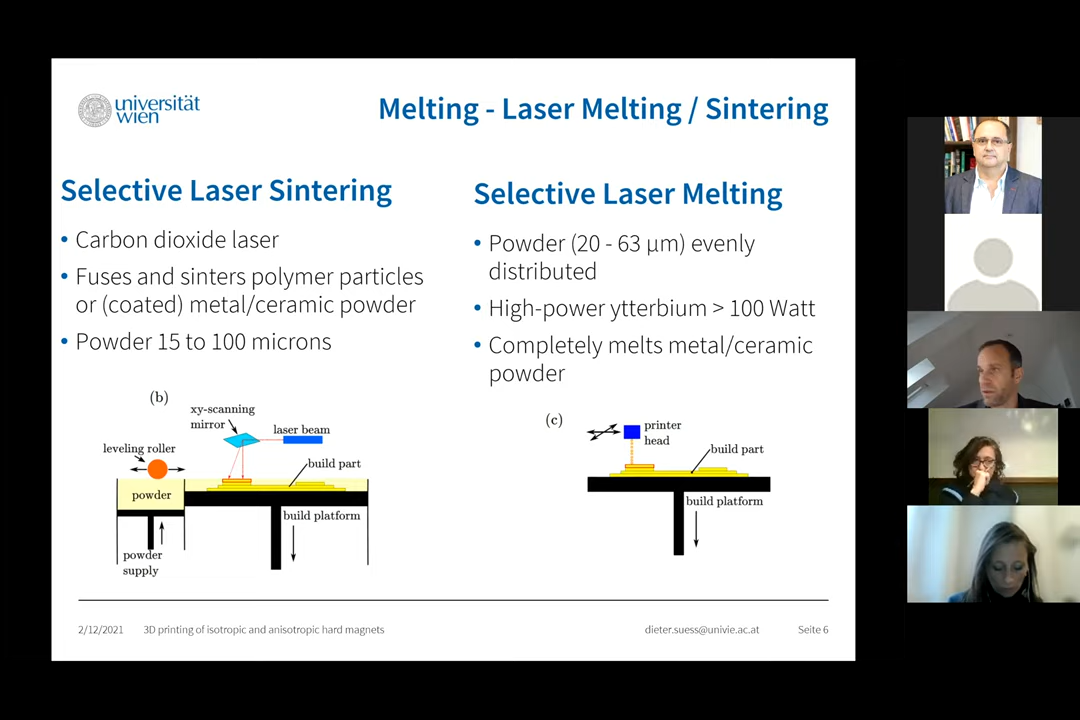 universität
wien
Melting - Laser Melting / Sintering
Selective Laser Sintering
• Carbon dioxide laser
• Fuses and sinters polymer particles
or (coated) metal/ceramic powder
• Powder 15 to 100 microns
Selective Laser Melting
• Powder (20 - 63 µm) evenly
distributed
• High-power ytterbium > 100 Watt
• Completely melts metal/ceramic
powder
(b)
xy-scanning
mirror
laser beam
leveling roller
build part
powder
build platform
powder
supply
(c)
printer
head
build part
build platform
2/12/2021
3D printing of isotropic and anisotropic hard magnets
dieter.suess@univie.ac.at
Seite 6